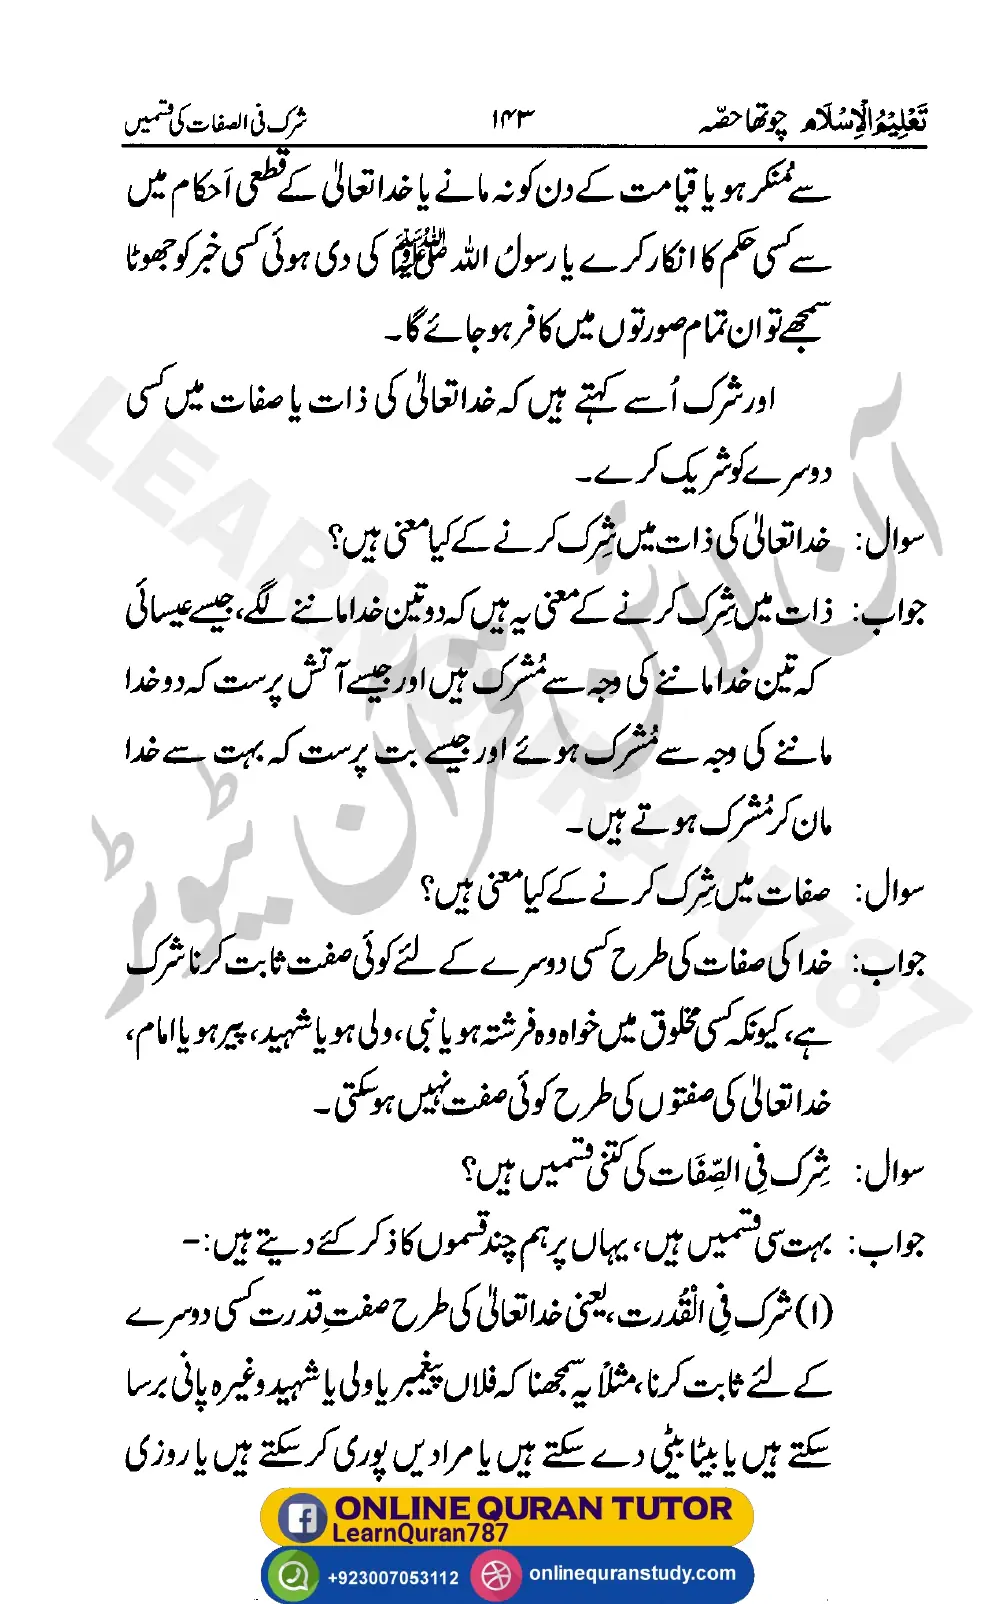 تَعْلِیْمُ الْاِسْلَام چوتھا حصّہ ۱۴۳ شرک فی الصفات کی قسمیں
سے مُنکر ہو یا قیامت کے دن کو نہ مانے یا خدا تعالیٰ کے قطعی اَحکام میں
سے کسی حکم کا انکار کرے یا رسولُ اللہ ﷺ کی دی ہوئی کسی خبر کو جھوٹا
سمجھے تو ان تمام صورتوں میں کافر ہو جائے گا۔
اور شرک اُسے کہتے ہیں کہ خدا تعالیٰ کی ذات یا صفات میں کسی
دوسرے کو شریک کرے۔
سوال: خدا تعالیٰ کی ذات میں شِرک کرنے کے کیا معنی ہیں؟
جواب: ذات میں شِرک کرنے کے معنی یہ ہیں کہ دو تین خدا ماننے لگے، جیسے عیسائی
کہ تین خدا ماننے کی وجہ سے مُشرک ہیں اور جیسے آتش پرست کہ دو خدا
ماننے کی وجہ سے مُشرک ہوئے اور جیسے بت پرست کہ بہت سے خدا
مان کر مُشرک ہوتے ہیں۔
سوال: صفات میں شِرک کرنے کے کیا معنی ہیں؟
جواب: خدا کی صفات کی طرح کسی دوسرے کے لئے کوئی صفت ثابت کرنا شرک
ہے، کیونکہ کسی مخلوق میں خواہ وہ فرشتہ ہو یا نبی، ولی ہو یا شہید، پیر ہو یا امام،
خدا تعالیٰ کی صفتوں کی طرح کوئی صفت نہیں ہوسکتی۔
سوال: شِرک فِی الصِّفَات کی کتنی قسمیں ہیں؟
جواب: بہت سی قسمیں ہیں، یہاں پر ہم چند قسموں کا ذکر کئے دیتے ہیں:-
(۱) شرک فِی الْقُدرت، یعنی خدا تعالیٰ کی طرح صفتِ قدرت کسی دوسرے
کے لئے ثابت کرنا، مثلاً یہ سمجھنا کہ فلاں پیغمبر یا ولی یا شہید وغیرہ پانی برسا
سکتے ہیں یا بیٹا بیٹی دے سکتے ہیں یا مرادیں پوری کر سکتے ہیں یا روزی
آن لائن قرآن ٹیوٹر
LEARNQURAN787
ONLINE QURAN TUTOR
LearnQuran787
+923007053112 onlinequranstudy.com